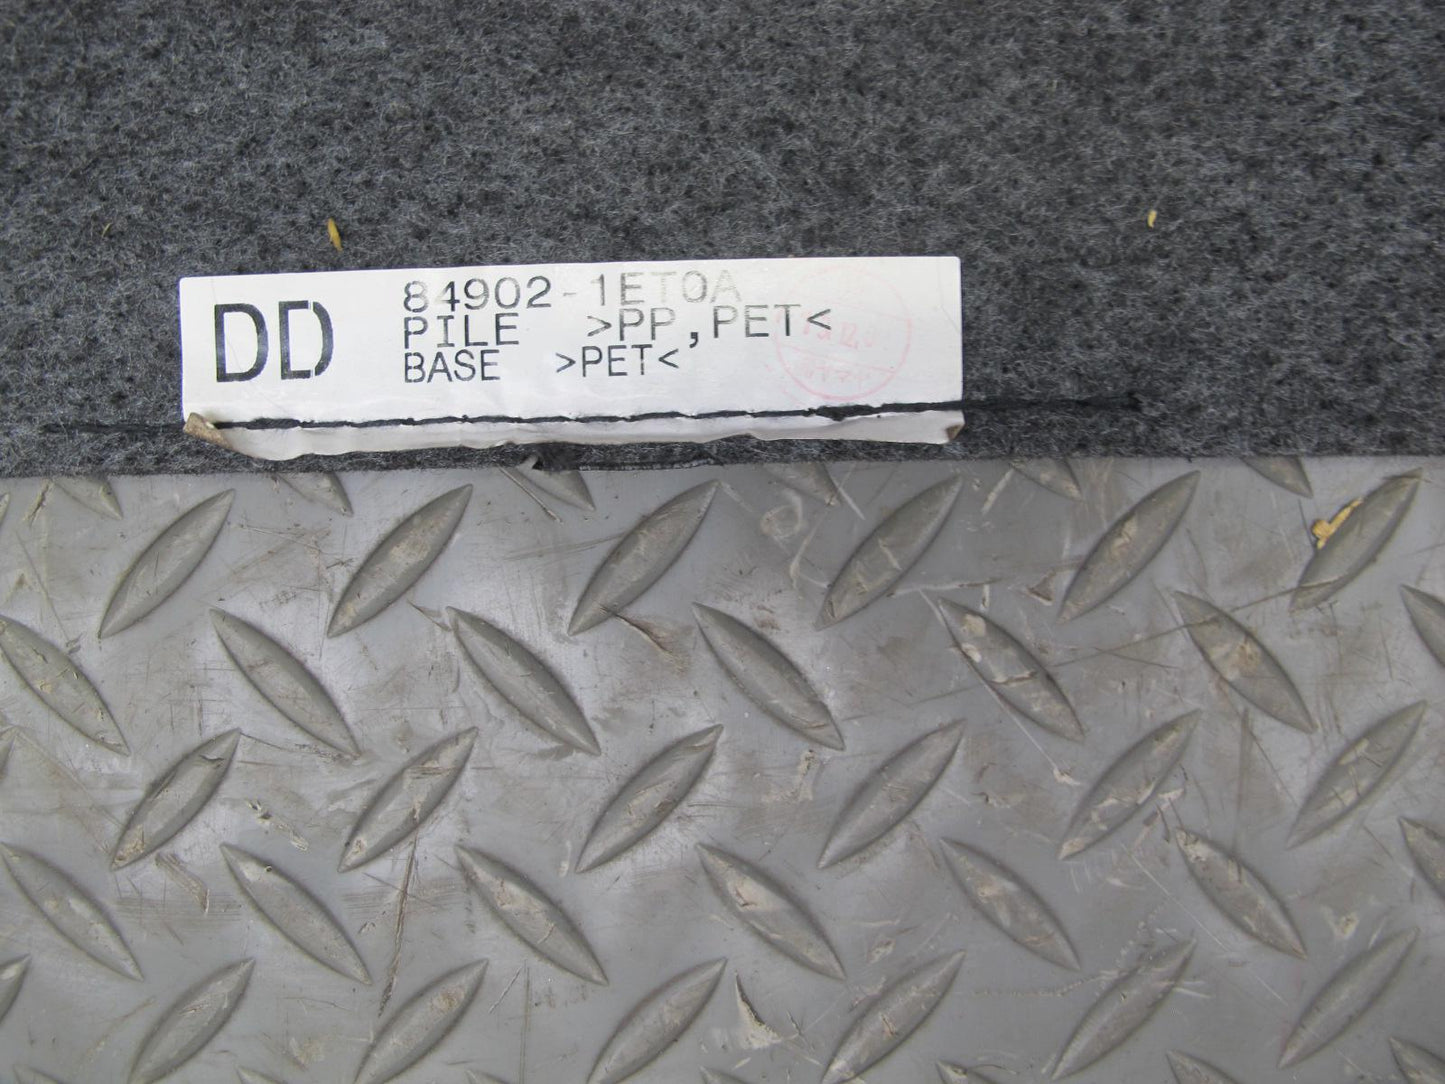 DD
84902-1ET0A
PILE >PP,PET<
BASE >PET<